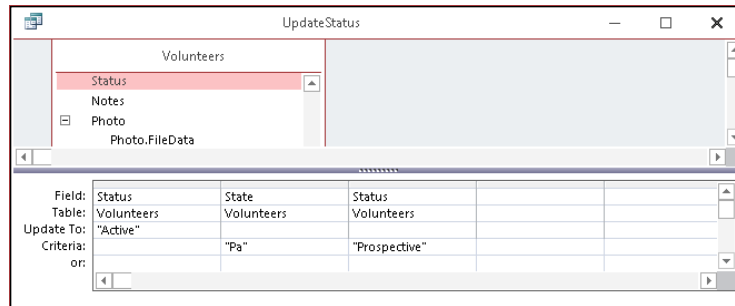 UpdateStatus
Volunteers
Status
Notes
Photo
Photo.FileData
Field: Status State Status
Table: Volunteers Volunteers Volunteers
Update To: "Active"
Criteria: "Pa" "Prospective"
or: